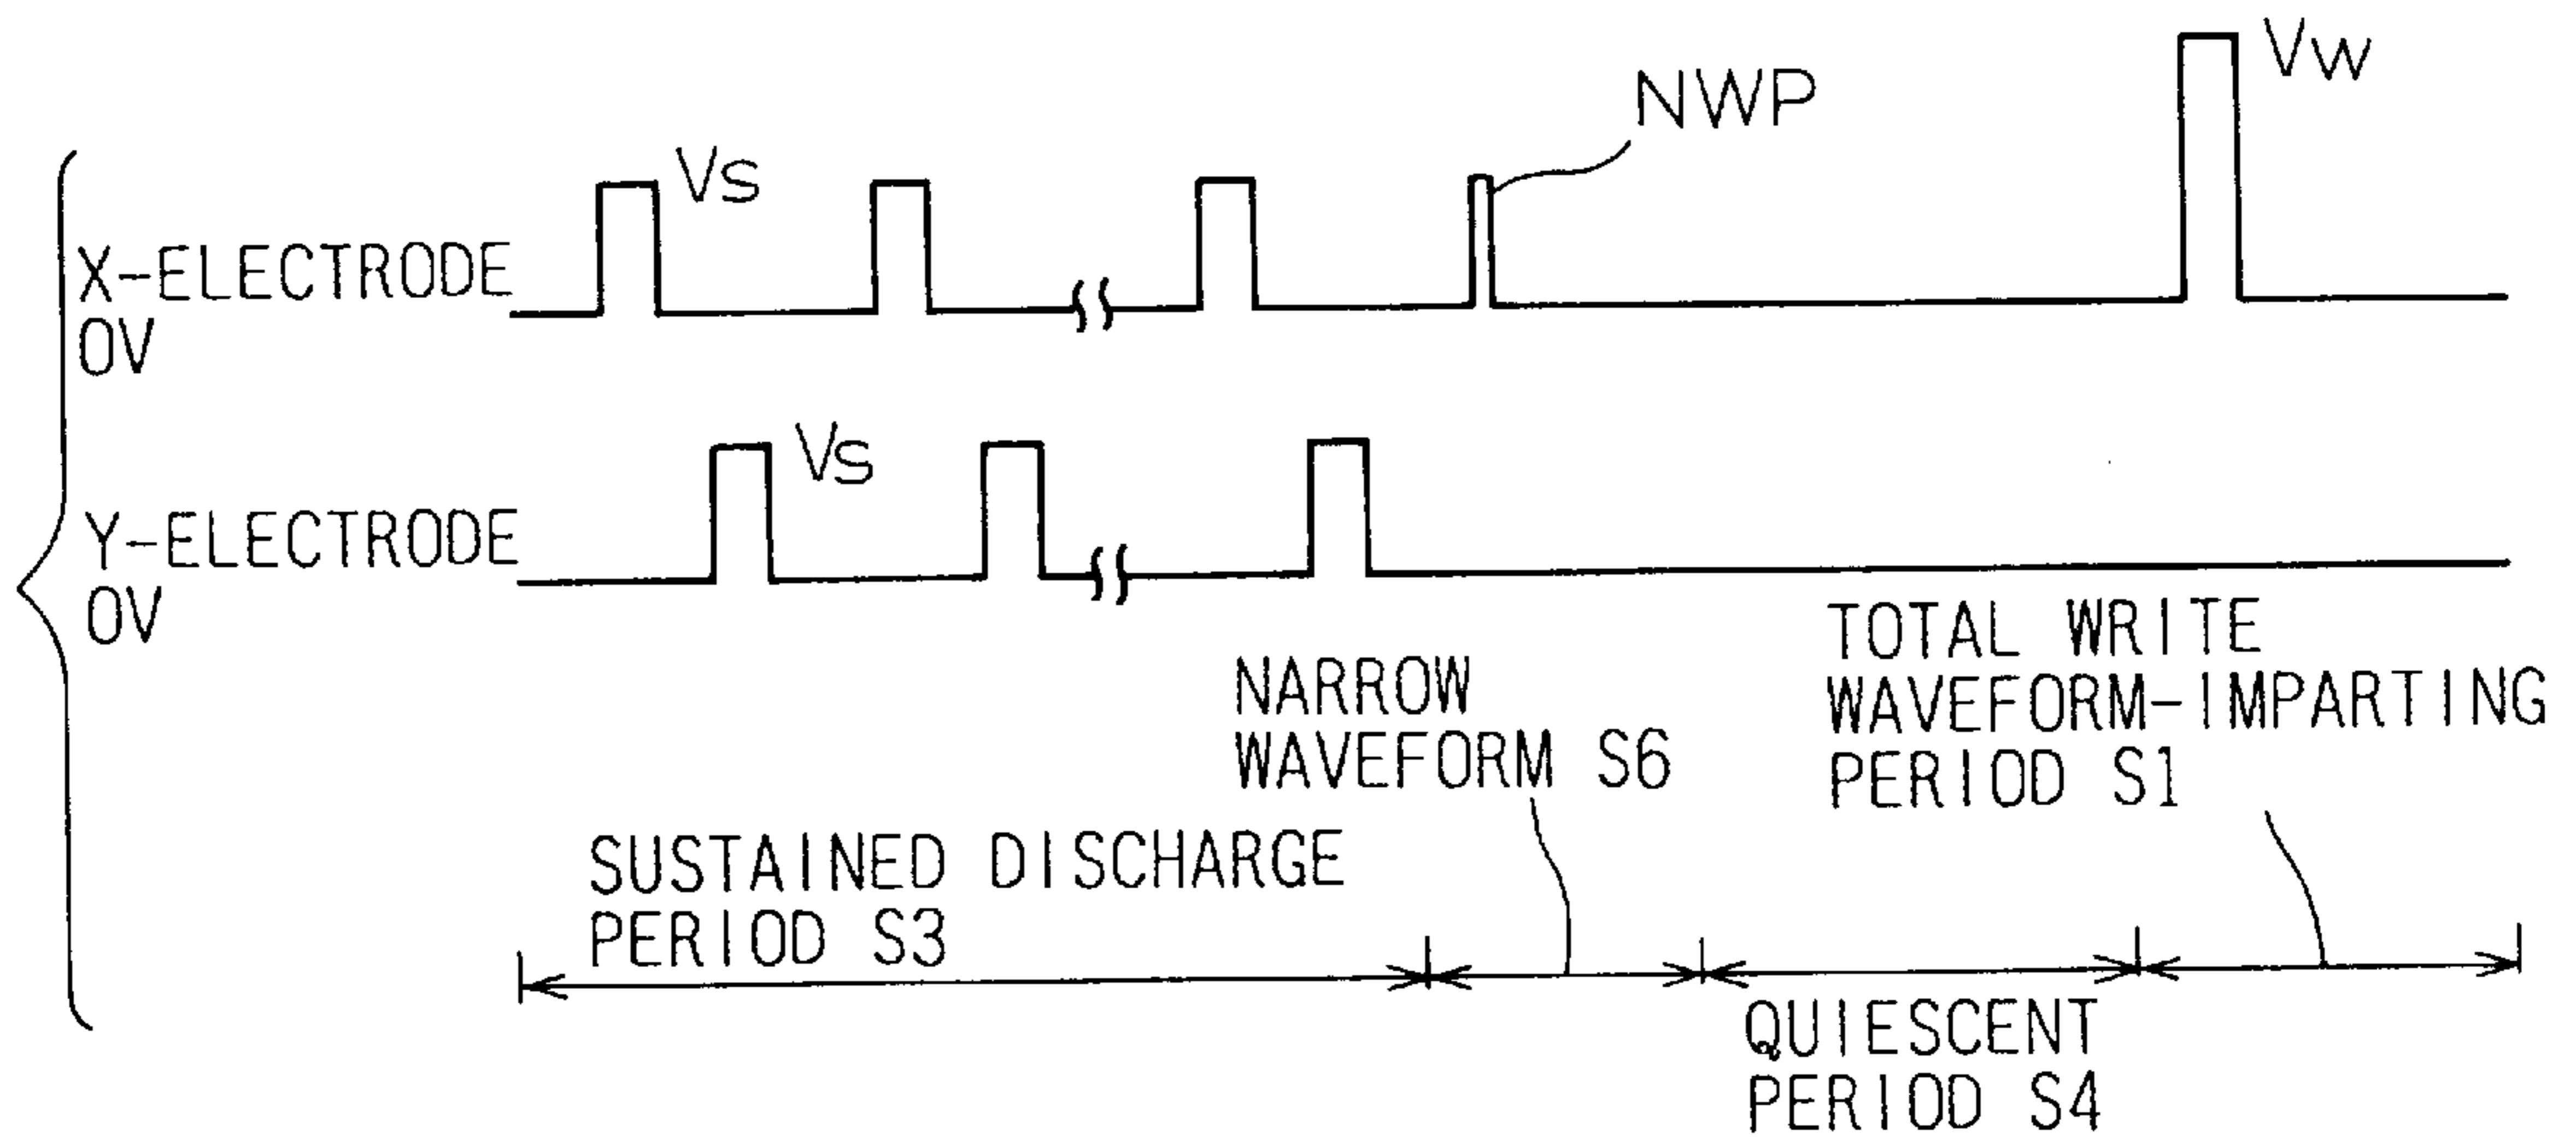 Vw
NWP
Vs
X-ELECTRODE
0V
Vs
Y-ELECTRODE
0V
TOTAL WRITE
WAVEFORM-IMPARTING
PERIOD S1
NARROW
WAVEFORM S6
SUSTAINED DISCHARGE
PERIOD S3
QUIESCENT
PERIOD S4